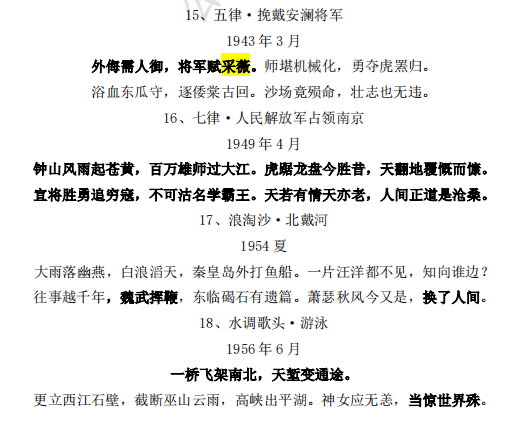 15、五律·挽戴安澜将军
1943 年 3 月
外侮需人御，将军赋采薇。师堪机械化，勇夺虎罴归。
浴血东瓜守，逐倭棠古回。沙场竟殒命，壮志也无违。
16、七律·人民解放军占领南京
1949 年 4 月
钟山风雨起苍黄，百万雄师过大江。虎踞龙盘今胜昔，天翻地覆慨而慷。
宜将胜勇追穷寇，不可沽名学霸王。天若有情天亦老，人间正道是沧桑。
17、浪淘沙·北戴河
1954 夏
大雨落幽燕，白浪滔天，秦皇岛外打鱼船。一片汪洋都不见，知向谁边？
往事越千年，魏武挥鞭，东临碣石有遗篇。萧瑟秋风今又是，换了人间。
18、水调歌头·游泳
1956 年 6 月
一桥飞架南北，天堑变通途。
更立西江石壁，截断巫山云雨，高峡出平湖。神女应无恙，当惊世界殊。